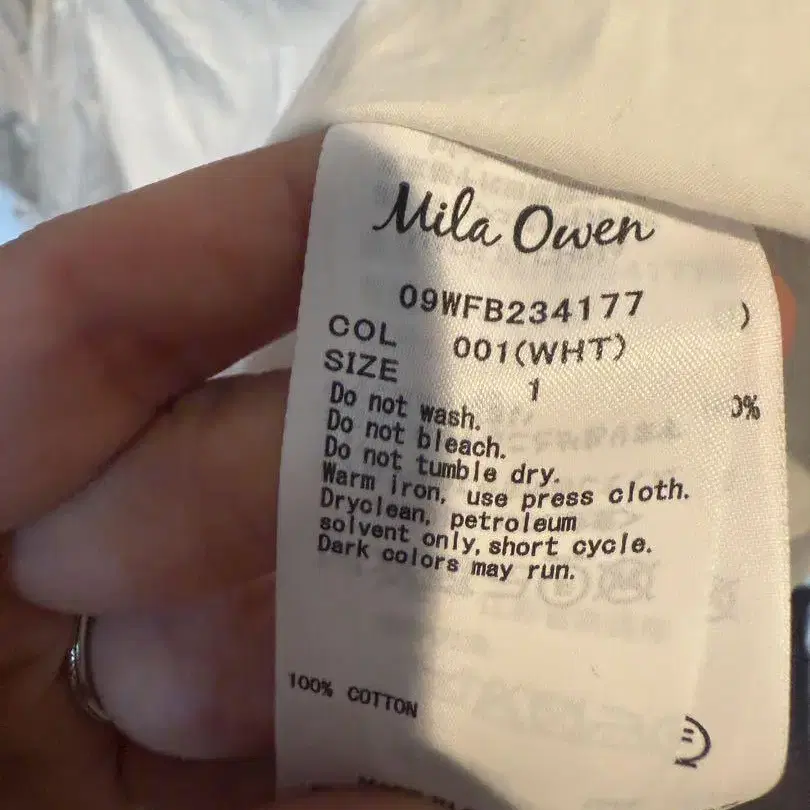 Mila Owen
09WFB234177
)
COL 001(WHT)
SIZE 1
0%
Do not wash.
Do not bleach.
Do not tumble dry.
Warm iron, use press cloth.
Dryclean, petroleum
solvent only, short cycle.
Dark colors may run.
100% COTTON